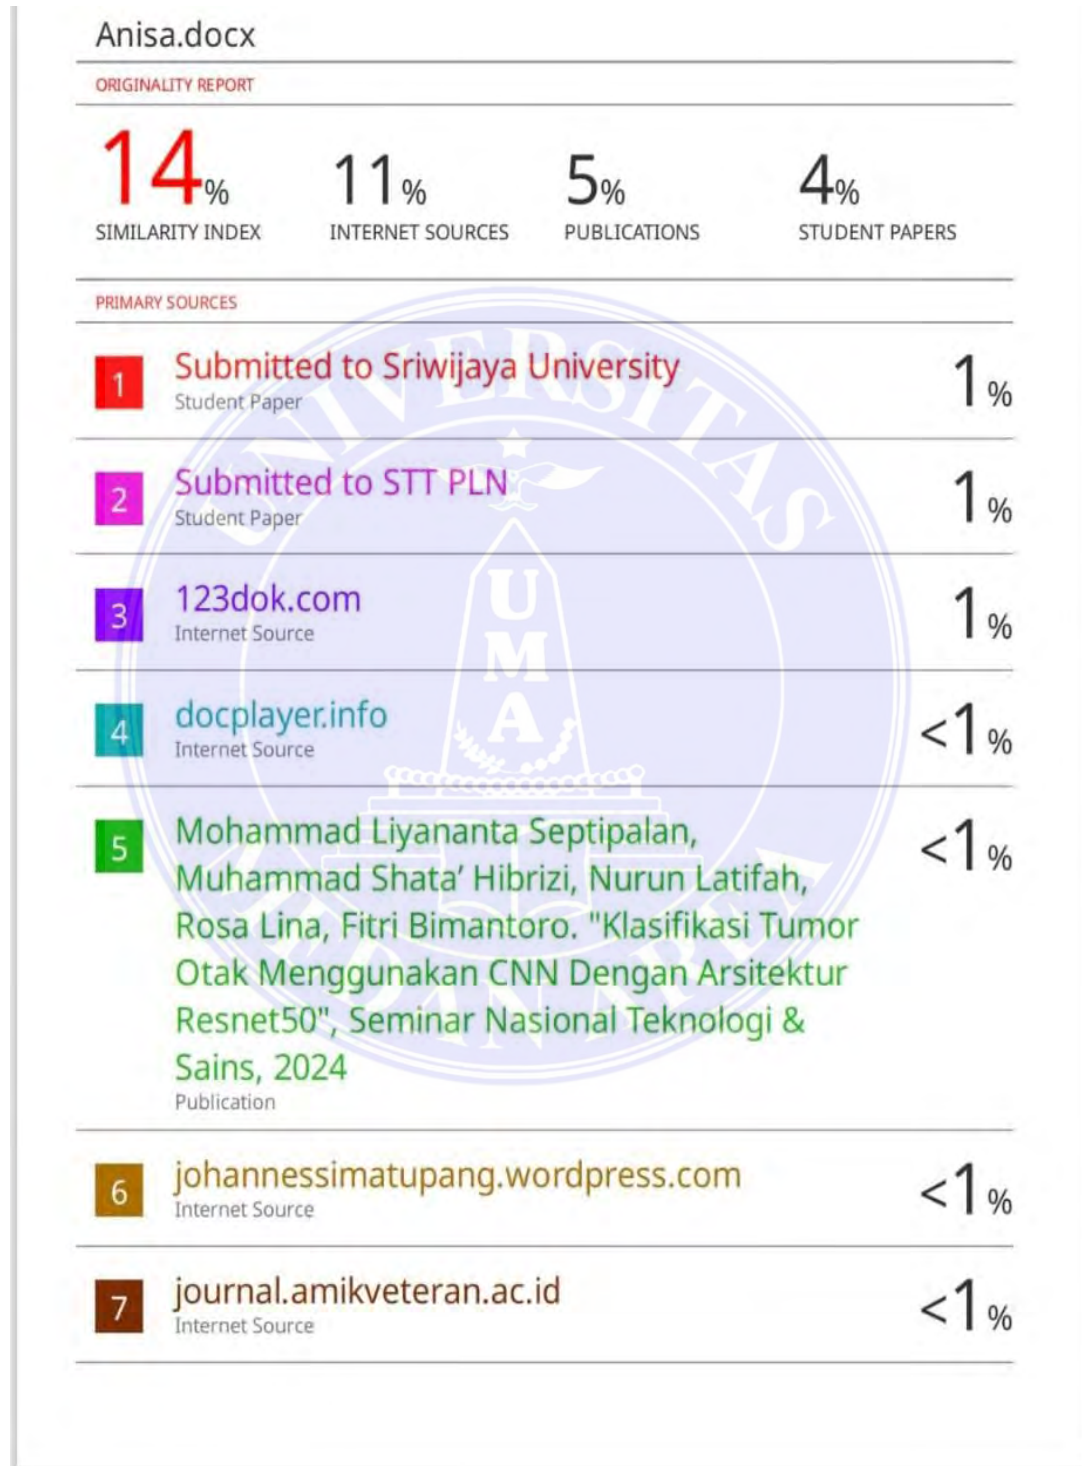 Anisa.docx
ORIGINALITY REPORT
14% 11% 5% 4%
SIMILARITY INDEX INTERNET SOURCES PUBLICATIONS STUDENT PAPERS
PRIMARY SOURCES
1 Submitted to Sriwijaya University 1%
Student Paper
2 Submitted to STT PLN 1%
Student Paper
3 123dok.com 1%
Internet Source
4 docplayer.info <1%
Internet Source
5 Mohammad Liyananta Septipalan, <1%
Muhammad Shata’ Hibrizi, Nurun Latifah,
Rosa Lina, Fitri Bimantoro. "Klasifikasi Tumor
Otak Menggunakan CNN Dengan Arsitektur
Resnet50", Seminar Nasional Teknologi &
Sains, 2024
Publication
6 johannessimatupang.wordpress.com <1%
Internet Source
7 journal.amikveteran.ac.id <1%
Internet Source
UNIVERSITAS
UMA
MEDAN AREA